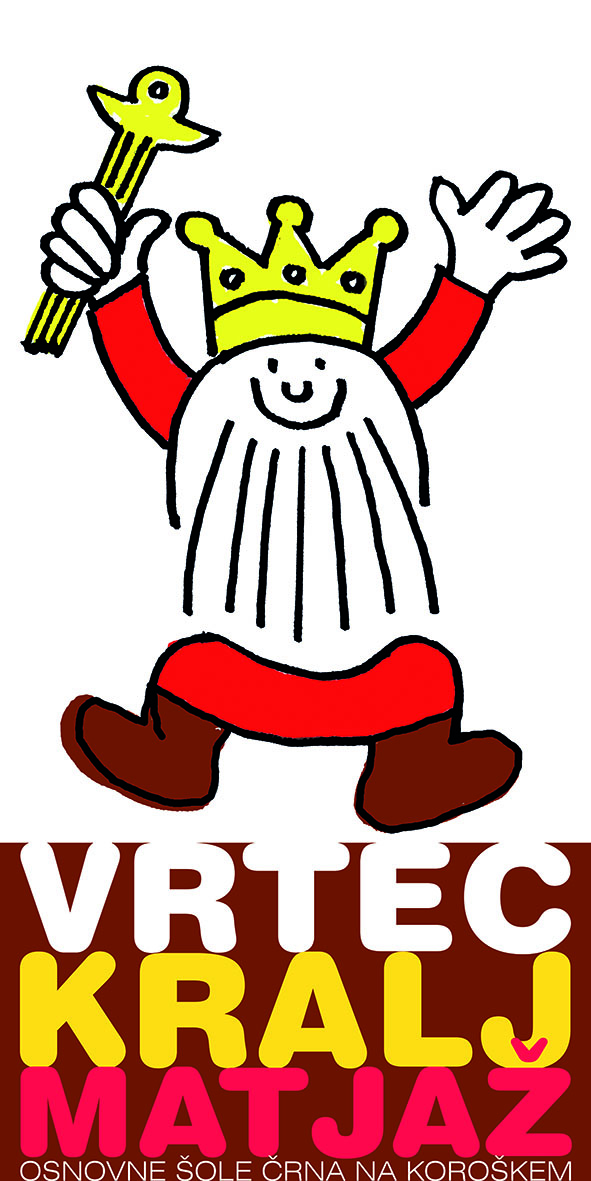 VRTEC
KRALJ
MATJAŽ
OSNOVNE ŠOLE ČRNA NA KOROŠKEM